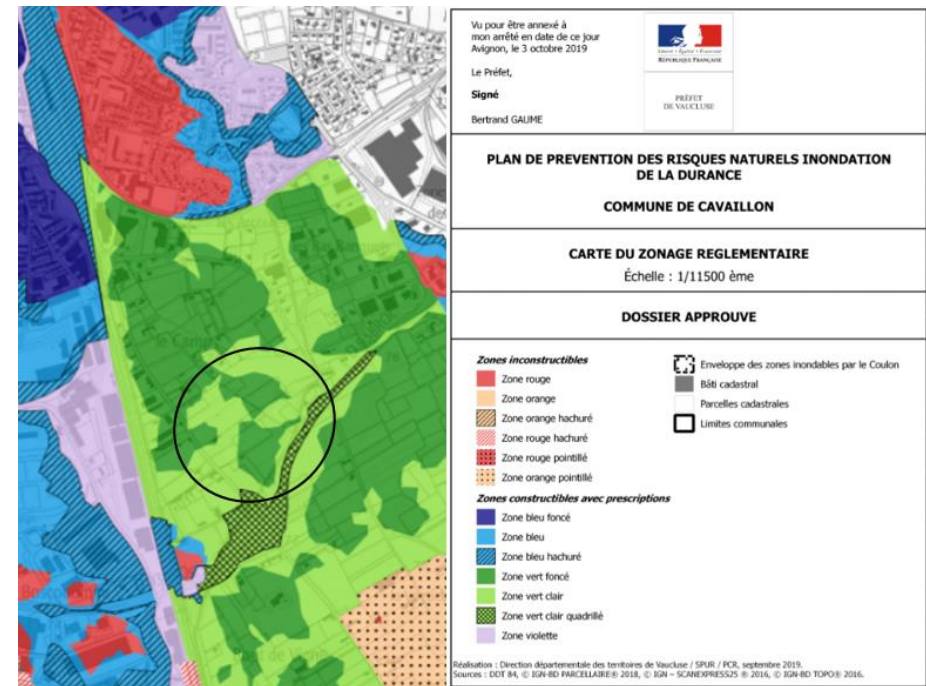 Vu pour être annexé à
mon arrêté en date de ce jour
Avignon, le 3 octobre 2019
Le Préfet,
Signé
Bertrand GAUME
Liberté • Égalité • Fraternité
RÉPUBLIQUE FRANÇAISE
PRÉFET
DE VAUCLUSE
PLAN DE PREVENTION DES RISQUES NATURELS INONDATION
DE LA DURANCE
COMMUNE DE CAVAILLON
CARTE DU ZONAGE REGLEMENTAIRE
Échelle : 1/11500 ème
DOSSIER APPROUVE
Zones inconstructibles
Zone rouge
Zone orange
Zone orange hachuré
Zone rouge hachuré
Zone rouge pointillé
Zone orange pointillé
Zones constructibles avec prescriptions
Zone bleu foncé
Zone bleu
Zone bleu hachuré
Zone vert foncé
Zone vert clair
Zone vert clair quadrillé
Zone violette
Enveloppe des zones inondables par le Coulon
Bâti cadastral
Parcelles cadastrales
Limites communales
Réalisation : Direction départementale des territoires de Vaucluse / SPUR / PCR, septembre 2019.
Sources : DDT 84, © IGN-BD PARCELLAIRE® 2018, © IGN – SCANEXPRESS25 ® 2016, © IGN-BD TOPO® 2016.